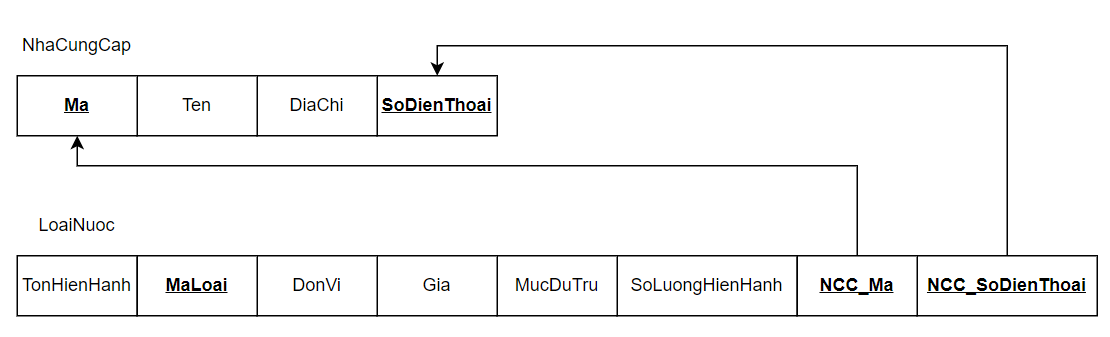 NhaCungCap
Ma Ten DiaChi SoDienThoai
LoaiNuoc
TonHienHanh MaLoai DonVi Gia MucDuTru SoLuongHienHanh NCC_Ma NCC_SoDienThoai